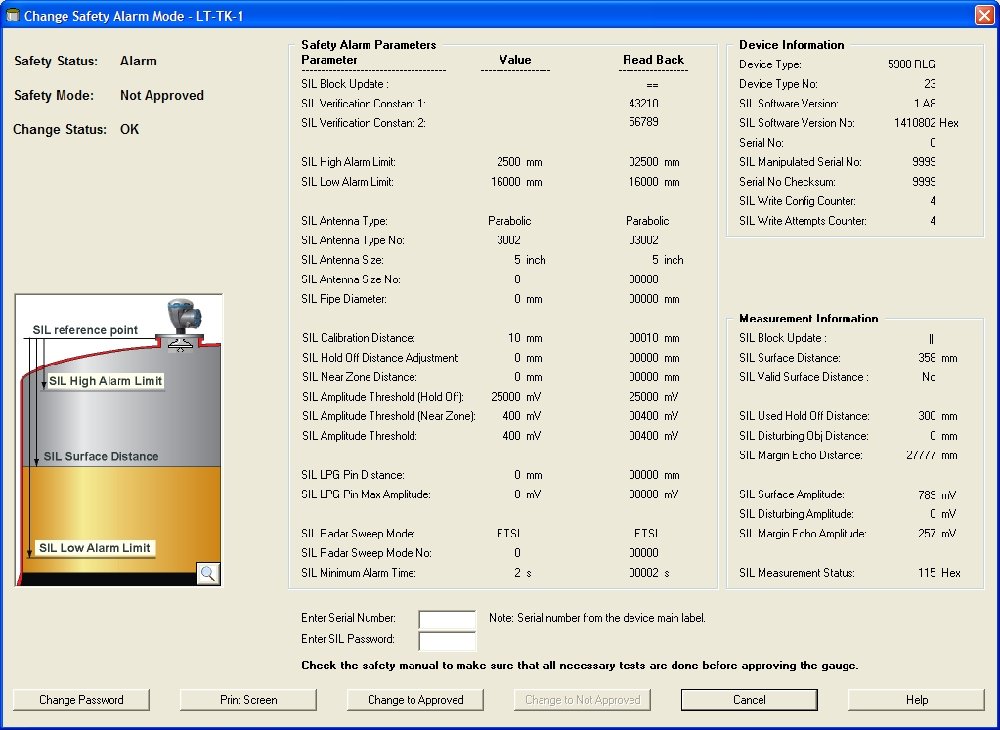 Change Safety Alarm Mode - LT-TK-1
Safety Status: Alarm
Safety Mode: Not Approved
Change Status: OK
SIL reference point
SIL High Alarm Limit
SIL Surface Distance
SIL Low Alarm Limit
Safety Alarm Parameters
Parameter Value Read Back
SIL Block Update : ==
SIL Verification Constant 1: 43210
SIL Verification Constant 2: 56789
SIL High Alarm Limit: 2500 mm 02500 mm
SIL Low Alarm Limit: 16000 mm 16000 mm
SIL Antenna Type: Parabolic Parabolic
SIL Antenna Type No: 3002 03002
SIL Antenna Size: 5 inch 5 inch
SIL Antenna Size No: 0 00000
SIL Pipe Diameter: 0 mm 00000 mm
SIL Calibration Distance: 10 mm 00010 mm
SIL Hold Off Distance Adjustment: 0 mm 00000 mm
SIL Near Zone Distance: 0 mm 00000 mm
SIL Amplitude Threshold (Hold Off): 25000 mV 25000 mV
SIL Amplitude Threshold (Near Zone): 400 mV 00400 mV
SIL Amplitude Threshold: 400 mV 00400 mV
SIL LPG Pin Distance: 0 mm 00000 mm
SIL LPG Pin Max Amplitude: 0 mV 00000 mV
SIL Radar Sweep Mode: ETSI ETSI
SIL Radar Sweep Mode No: 0 00000
SIL Minimum Alarm Time: 2 s 00002 s
Device Information
Device Type: 5900 RLG
Device Type No: 23
SIL Software Version: 1.A8
SIL Software Version No: 1410802 Hex
Serial No: 0
SIL Manipulated Serial No: 9999
Serial No Checksum: 9999
SIL Write Config Counter: 4
SIL Write Attempts Counter: 4
Measurement Information
SIL Block Update : ||
SIL Surface Distance: 358 mm
SIL Valid Surface Distance : No
SIL Used Hold Off Distance: 300 mm
SIL Disturbing Obj Distance: 0 mm
SIL Margin Echo Distance: 27777 mm
SIL Surface Amplitude: 789 mV
SIL Disturbing Amplitude: 0 mV
SIL Margin Echo Amplitude: 257 mV
SIL Measurement Status: 115 Hex
Enter Serial Number: Note: Serial number from the device main label.
Enter SIL Password:
Check the safety manual to make sure that all necessary tests are done before approving the gauge.
Change Password Print Screen Change to Approved Change to Not Approved Cancel Help